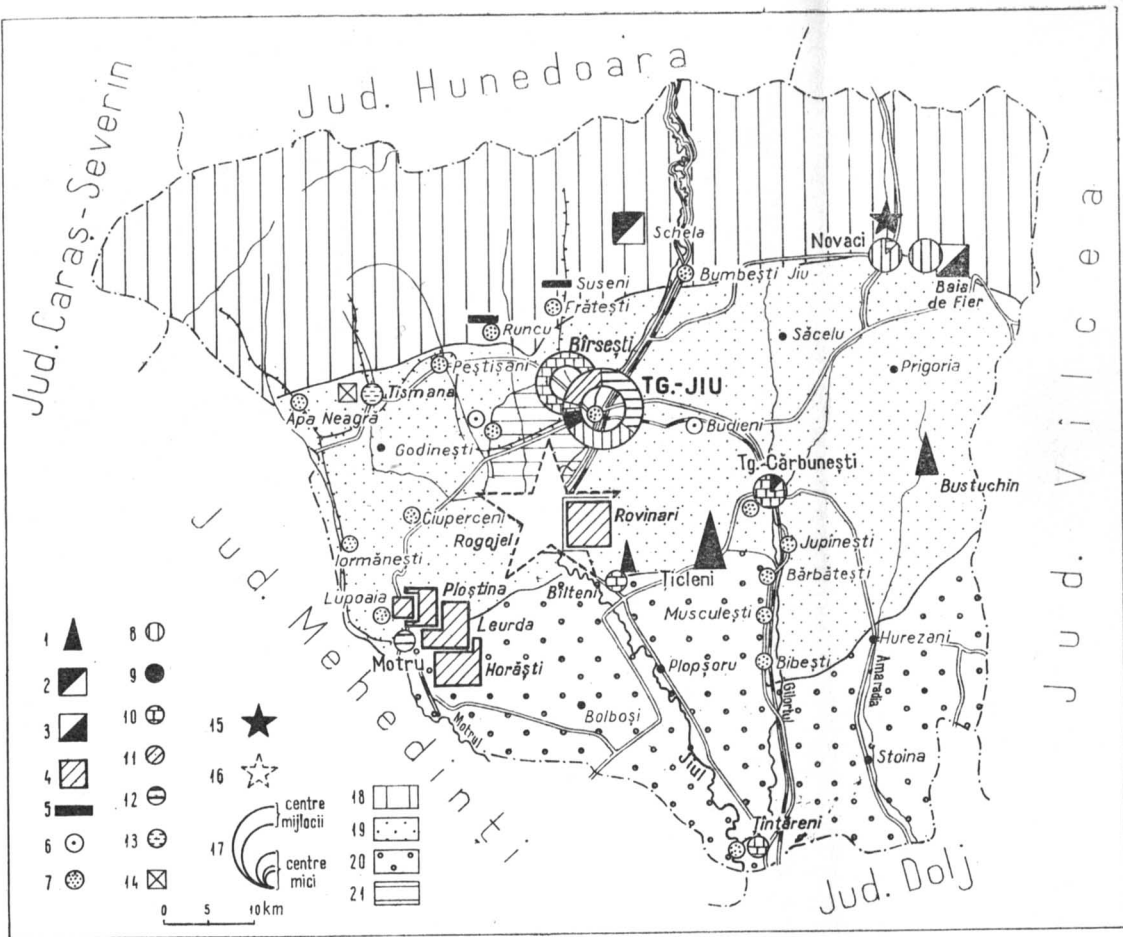 Jud. Hunedoara
Jud. Caraș-Severin
Jud. Vîlcea
Jud. Mehedinți
Jud. Dolj
Schela
Novaci
Bumbești Jiu
Baia
de Fier
Suseni
Frătești
Runcu
Săcelu
Bîrsești
Prigoria
Peștișani
TG.-JIU
Tismana
Apa Neagră
Budieni
Godinești
Tg.-Cărbunești
Bustuchin
Ciuperceni
Rogojel
Rovinari
Jupînești
Iormănești
Țicleni
Bărbătești
Bîlteni
Lupoaia
Ploștina
Leurda
Musculești
Motru
Horăști
Hurezani
Plopșoru
Bibești
Gilortul
Amaradia
Bolboși
Motrul
Stoina
Jiul
Țînțăreni
1
2
3
4
5
6
7
8
9
10
11
12
13
14
15
16
17
centre
mijlocii
centre
mici
18
19
20
21
0 5 10 km